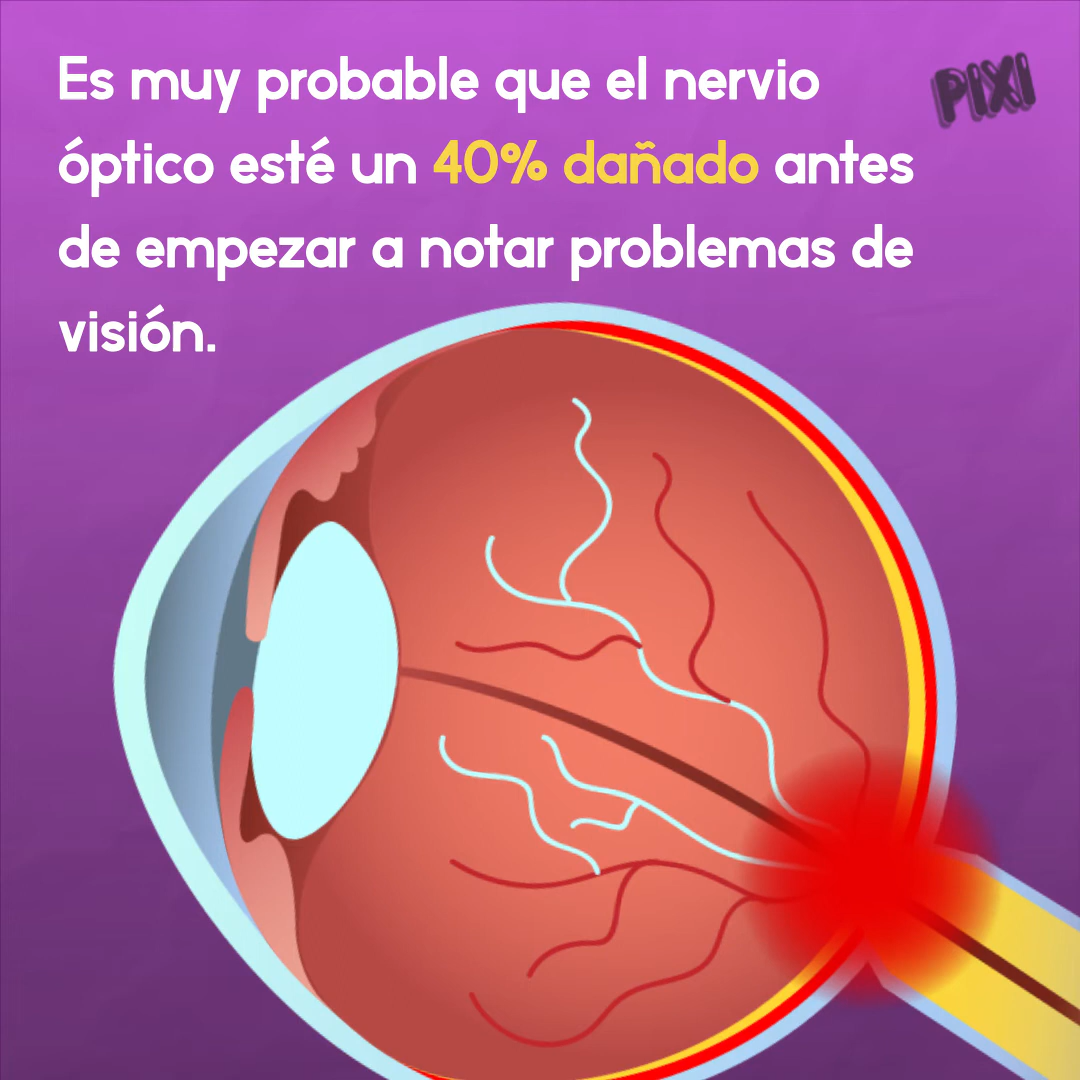 Es muy probable que el nervio
óptico esté un 40% dañado antes
de empezar a notar problemas de
visión.
PIXI